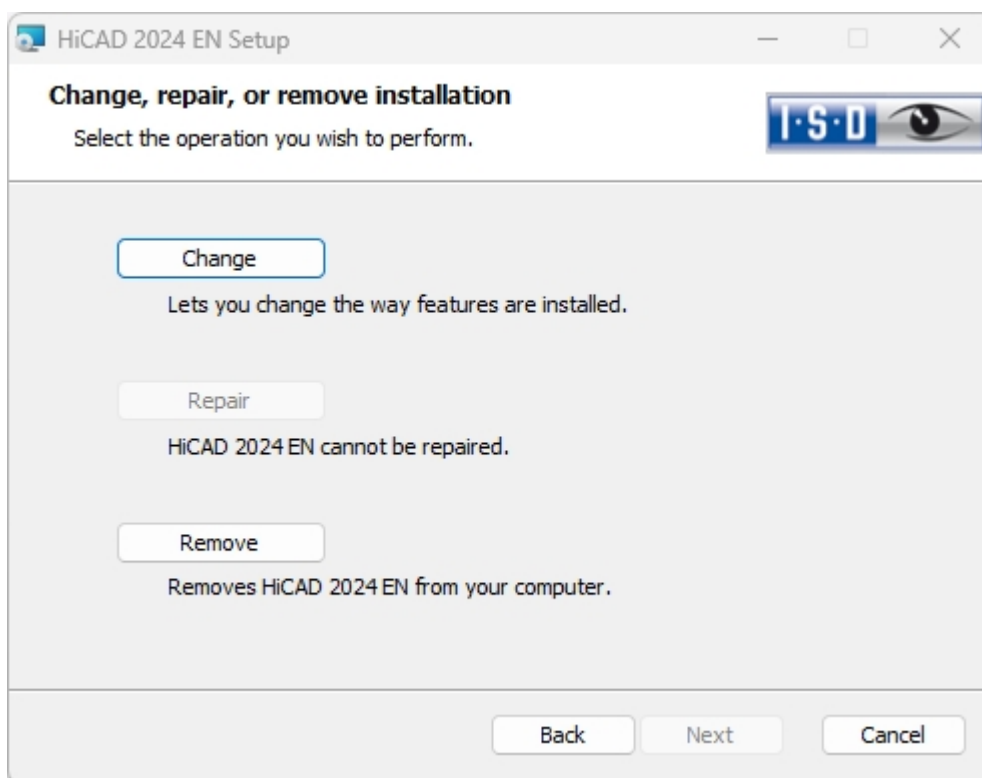 HiCAD 2024 EN Setup
Change, repair, or remove installation
Select the operation you wish to perform.
I·S·D
Change
Lets you change the way features are installed.
Repair
HiCAD 2024 EN cannot be repaired.
Remove
Removes HiCAD 2024 EN from your computer.
Back Next Cancel